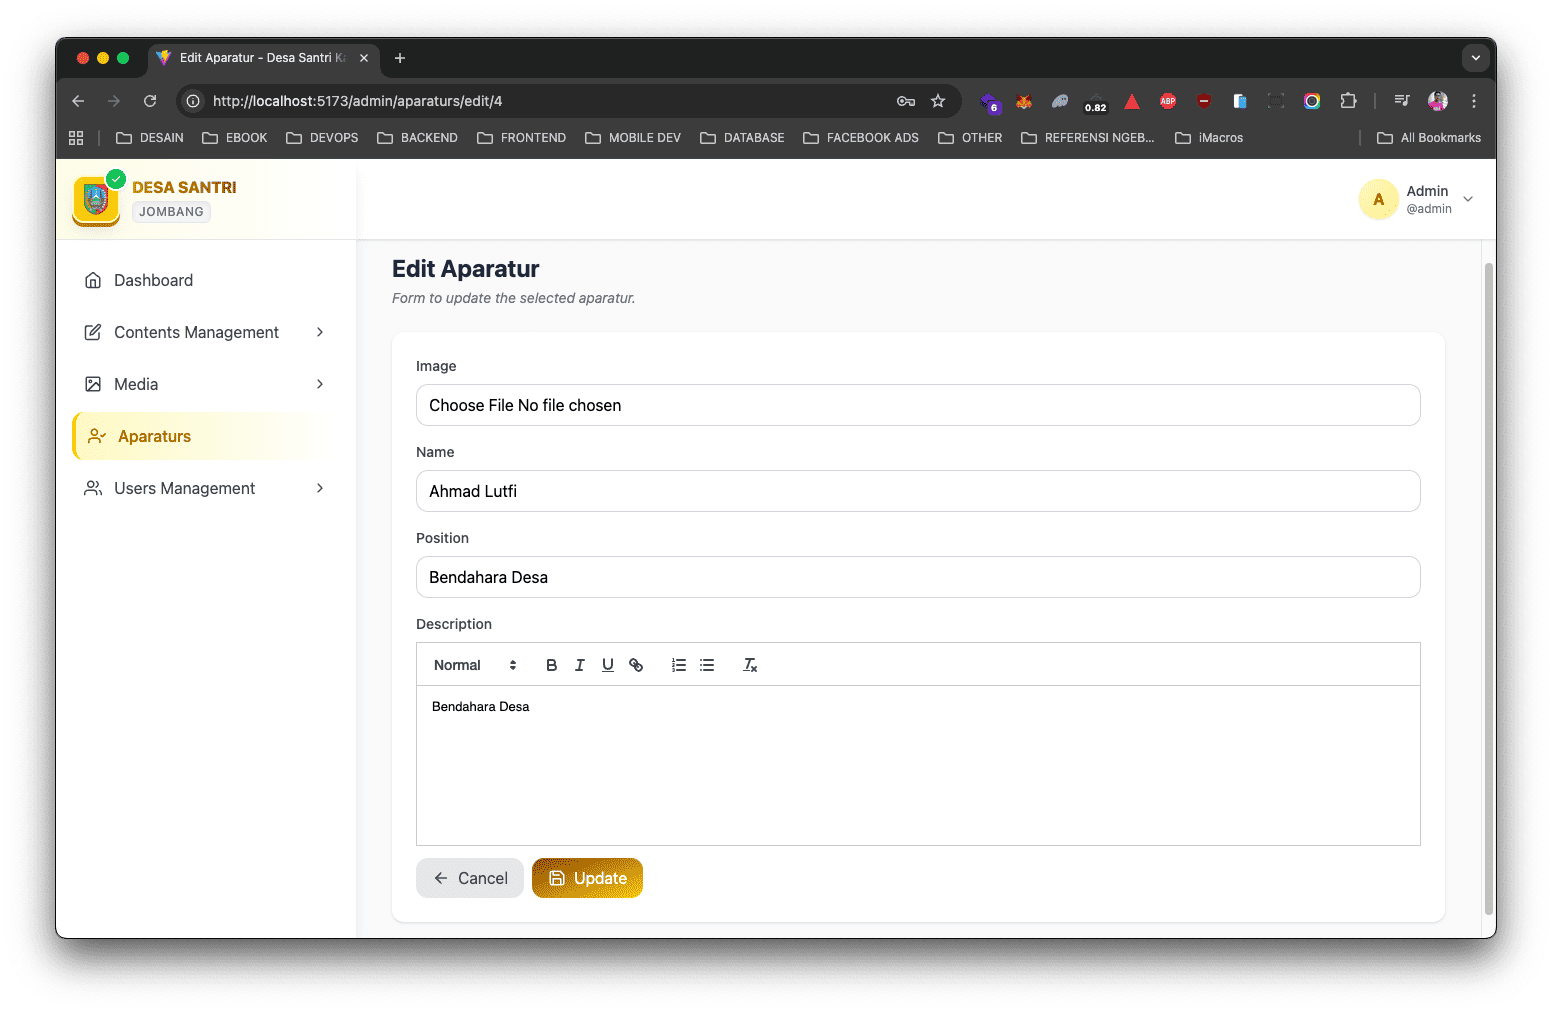 Edit Aparatur - Desa Santri Ka
http://localhost:5173/admin/aparaturs/edit/4
6
0.82
ABP
DESAIN
EBOOK
DEVOPS
BACKEND
FRONTEND
MOBILE DEV
DATABASE
FACEBOOK ADS
OTHER
REFERENSI NGEB...
iMacros
All Bookmarks
DESA SANTRI
JOMBANG
A
Admin
@admin
Dashboard
Contents Management
Media
Aparaturs
Users Management
Edit Aparatur
Form to update the selected aparatur.
Image
Choose File No file chosen
Name
Ahmad Lutfi
Position
Bendahara Desa
Description
Normal
Bendahara Desa
Cancel
Update